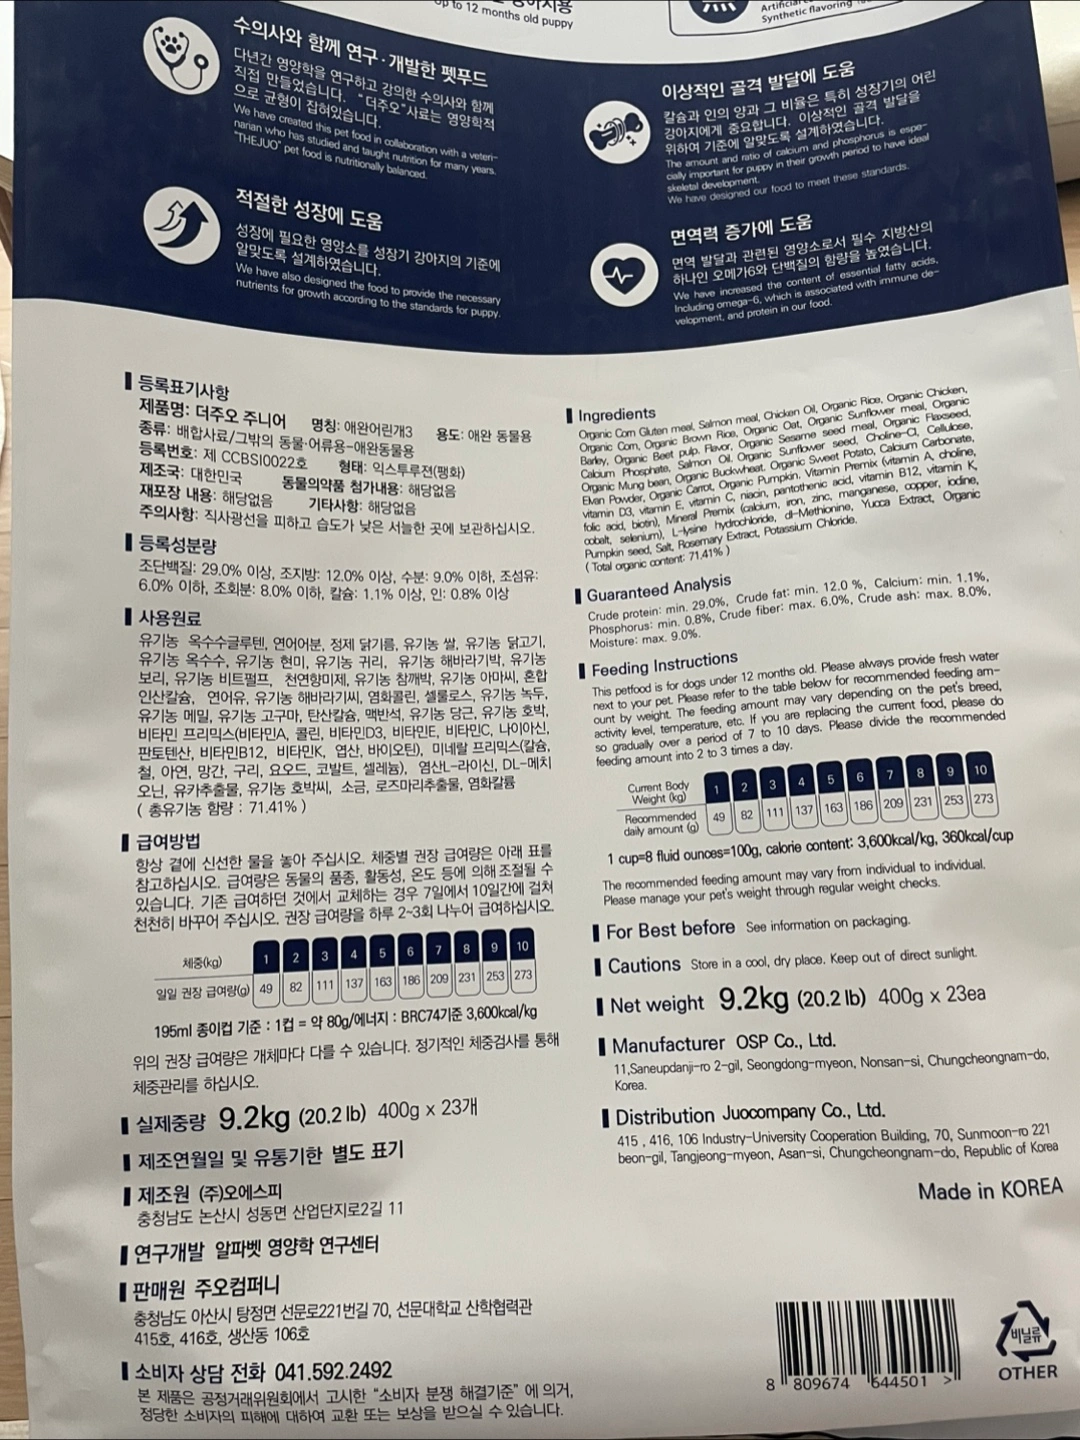 up to 12 months old puppy
Synthetic flavoring
수의사와 함께 연구·개발한 펫푸드
다년간 영양학을 연구하고 강의한 수의사와 함께
직접 만들었습니다. "더주오"사료는 영양학적
으로 균형이 잡혀있습니다.
We have created this pet food in collaboration with a veteri-
narian who has studied and taught nutrition for many years.
"THEJUO" pet food is nutritionally balanced.
적절한 성장에 도움
성장에 필요한 영양소를 성장기 강아지의 기준에
알맞도록 설계하였습니다.
We have also designed the food to provide the necessary
nutrients for growth according to the standards for puppy.
이상적인 골격 발달에 도움
칼슘과 인의 양과 그 비율은 특히 성장기의 어린
강아지에게 중요합니다. 이상적인 골격 발달을
위하여 기준에 알맞도록 설계하였습니다.
The amount and ratio of calcium and phosphorus is espe-
cially important for puppy in their growth period to have ideal
skeletal development.
We have designed our food to meet these standards.
면역력 증가에 도움
면역 발달과 관련된 영양소로서 필수 지방산의
하나인 오메가6와 단백질의 함량을 높였습니다.
We have increased the content of essential fatty acids,
Including omega-6, which is associated with immune de-
velopment, and protein in our food.
등록표기사항
제품명: 더주오 주니어 명칭: 애완어린개3 용도: 애완 동물용
종류: 배합사료/그밖의 동물·어류용-애완동물용
등록번호: 제 CCBSI0022호 형태: 익스투루젼(팽화)
제조국: 대한민국 동물의약품 첨가내용: 해당없음
재포장 내용: 해당없음 기타사항: 해당없음
주의사항: 직사광선을 피하고 습도가 낮은 서늘한 곳에 보관하십시오.
등록성분량
조단백질: 29.0% 이상, 조지방: 12.0% 이상, 수분: 9.0% 이하, 조섬유:
6.0% 이하, 조회분: 8.0% 이하, 칼슘: 1.1% 이상, 인: 0.8% 이상
사용원료
유기농 옥수수글루텐, 연어어분, 정제 닭기름, 유기농 쌀, 유기농 닭고기,
유기농 옥수수, 유기농 현미, 유기농 귀리, 유기농 해바라기박, 유기농
보리, 유기농 비트펄프, 천연향미제, 유기농 참깨박, 유기농 아마씨, 혼합
인산칼슘, 연어유, 유기농 해바라기씨, 염화콜린, 셀룰로스, 유기농 녹두,
유기농 메밀, 유기농 고구마, 탄산칼슘, 맥반석, 유기농 당근, 유기농 호박,
비타민 프리믹스(비타민A, 콜린, 비타민D3, 비타민E, 비타민C, 나이아신,
판토텐산, 비타민B12, 비타민K, 엽산, 바이오틴), 미네랄 프리믹스(칼슘,
철, 아연, 망간, 구리, 요오드, 코발트, 셀레늄), 염산L-라이신, DL-메치
오닌, 유카추출물, 유기농 호박씨, 소금, 로즈마리추출물, 염화칼륨
( 총유기농 함량 : 71.41% )
급여방법
항상 곁에 신선한 물을 놓아 주십시오. 체중별 권장 급여량은 아래 표를
참고하십시오. 급여량은 동물의 품종, 활동성, 온도 등에 의해 조절될 수
있습니다. 기존 급여하던 것에서 교체하는 경우 7일에서 10일간에 걸쳐
천천히 바꾸어 주십시오. 권장 급여량을 하루 2~3회 나누어 급여하십시오.
체중(kg) 1 2 3 4 5 6 7 8 9 10
일일 권장 급여량(g) 49 82 111 137 163 186 209 231 253 273
195ml 종이컵 기준 : 1컵 = 약 80g/에너지 : BRC74기준 3,600kcal/kg
위의 권장 급여량은 개체마다 다를 수 있습니다. 정기적인 체중검사를 통해
체중관리를 하십시오.
실제중량 9.2kg (20.2 lb) 400g x 23개
제조연월일 및 유통기한 별도 표기
제조원 (주)오에스피
충청남도 논산시 성동면 산업단지로2길 11
연구개발 알파벳 영양학 연구센터
판매원 주오컴퍼니
충청남도 아산시 탕정면 선문로221번길 70, 선문대학교 산학협력관
415호, 416호, 생산동 106호
소비자 상담 전화 041.592.2492
본 제품은 공정거래위원회에서 고시한 "소비자 분쟁 해결기준" 에 의거,
정당한 소비자의 피해에 대하여 교환 또는 보상을 받으실 수 있습니다.
Ingredients
Organic Corn Gluten meal, Salmon meal, Chicken Oil, Organic Rice, Organic Chicken,
Organic Corn, Organic Brown Rice, Organic Oat, Organic Sunflower meal, Organic
Barley, Organic Beet pulp, Flavor, Organic Sesame seed meal, Organic Flaxseed,
Calcium Phosphate, Salmon Oil, Organic Sunflower seed, Choline-Cl, Cellulose,
Organic Mung bean, Organic Buckwheat, Organic Sweet Potato, Calcium Carbonate,
Elvan Powder, Organic Carrot, Organic Pumpkin, Vitamin Premix (vitamin A, choline,
vitamin D3, vitamin E, vitamin C, niacin, pantothenic acid, vitamin B12, vitamin K,
folic acid, biotin), Mineral Premix (calcium, iron, zinc, manganese, copper, iodine,
cobalt, selenium), L-lysine hydrochloride, dl-Methionine, Yucca Extract, Organic
Pumpkin seed, Salt, Rosemary Extract, Potassium Chloride.
( Total organic content: 71.41% )
Guaranteed Analysis
Crude protein: min. 29.0%, Crude fat: min. 12.0 %, Calcium: min. 1.1%,
Phosphorus: min. 0.8%, Crude fiber: max. 6.0%, Crude ash: max. 8.0%,
Moisture: max. 9.0%.
Feeding Instructions
This petfood is for dogs under 12 months old. Please always provide fresh water
next to your pet. Please refer to the table below for recommended feeding am-
ount by weight. The feeding amount may vary depending on the pet's breed,
activity level, temperature, etc. If you are replacing the current food, please do
so gradually over a period of 7 to 10 days. Please divide the recommended
feeding amount into 2 to 3 times a day.
Current Body
Weight (kg) 1 2 3 4 5 6 7 8 9 10
Recommended
daily amount (g) 49 82 111 137 163 186 209 231 253 273
1 cup=8 fluid ounces=100g, calorie content: 3,600kcal/kg, 360kcal/cup
The recommended feeding amount may vary from individual to individual.
Please manage your pet's weight through regular weight checks.
For Best before See information on packaging.
Cautions Store in a cool, dry place. Keep out of direct sunlight.
Net weight 9.2kg (20.2 lb) 400g x 23ea
Manufacturer OSP Co., Ltd.
11,Saneupdanji-ro 2-gil, Seongdong-myeon, Nonsan-si, Chungcheongnam-do,
Korea.
Distribution Juocompany Co., Ltd.
415 , 416, 106 Industry-University Cooperation Building, 70, Sunmoon-ro 221
beon-gil, Tangjeong-myeon, Asan-si, Chungcheongnam-do, Republic of Korea
Made in KOREA
8 809674 644501 >
비닐류
OTHER